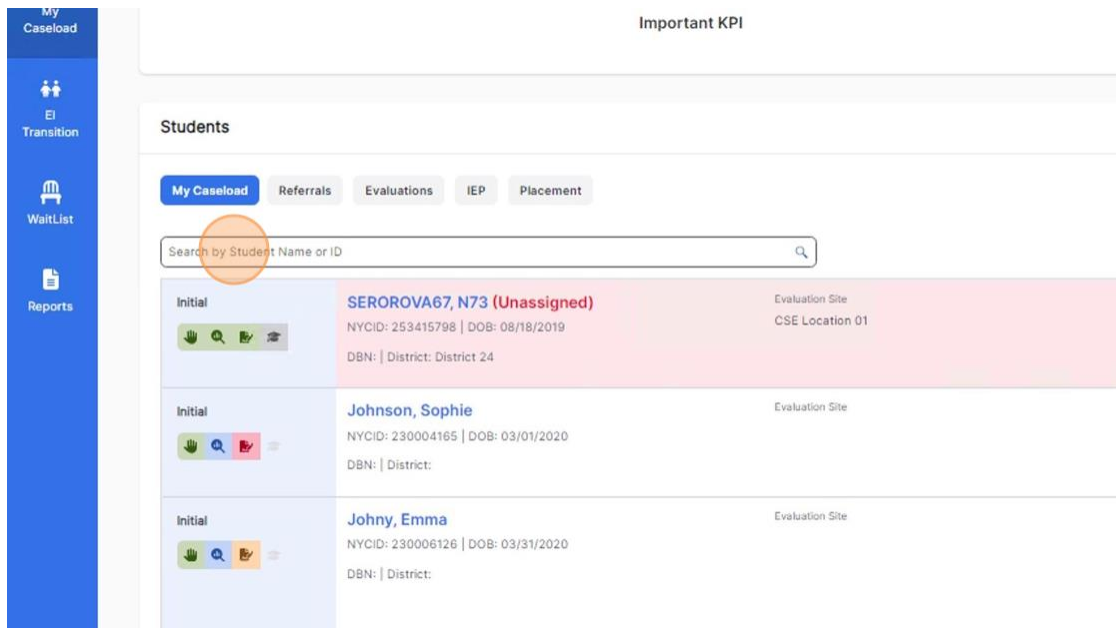 My
Caseload
EI
Transition
WaitList
Reports
Important KPI
Students
My Caseload Referrals Evaluations IEP Placement
Search by Student Name or ID
Initial
SEROROVA67, N73 (Unassigned)
NYCID: 253415798 | DOB: 08/18/2019
DBN: | District: District 24
Evaluation Site
CSE Location 01
Initial
Johnson, Sophie
NYCID: 230004165 | DOB: 03/01/2020
DBN: | District:
Evaluation Site
Initial
Johny, Emma
NYCID: 230006126 | DOB: 03/31/2020
DBN: | District:
Evaluation Site